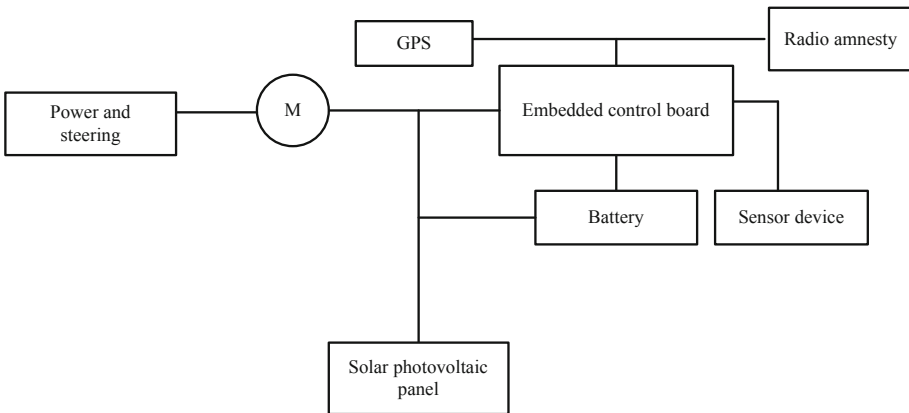 GPS
Radio amnesty
Power and
steering
M
Embedded control board
Battery
Sensor device
Solar photovoltaic
panel